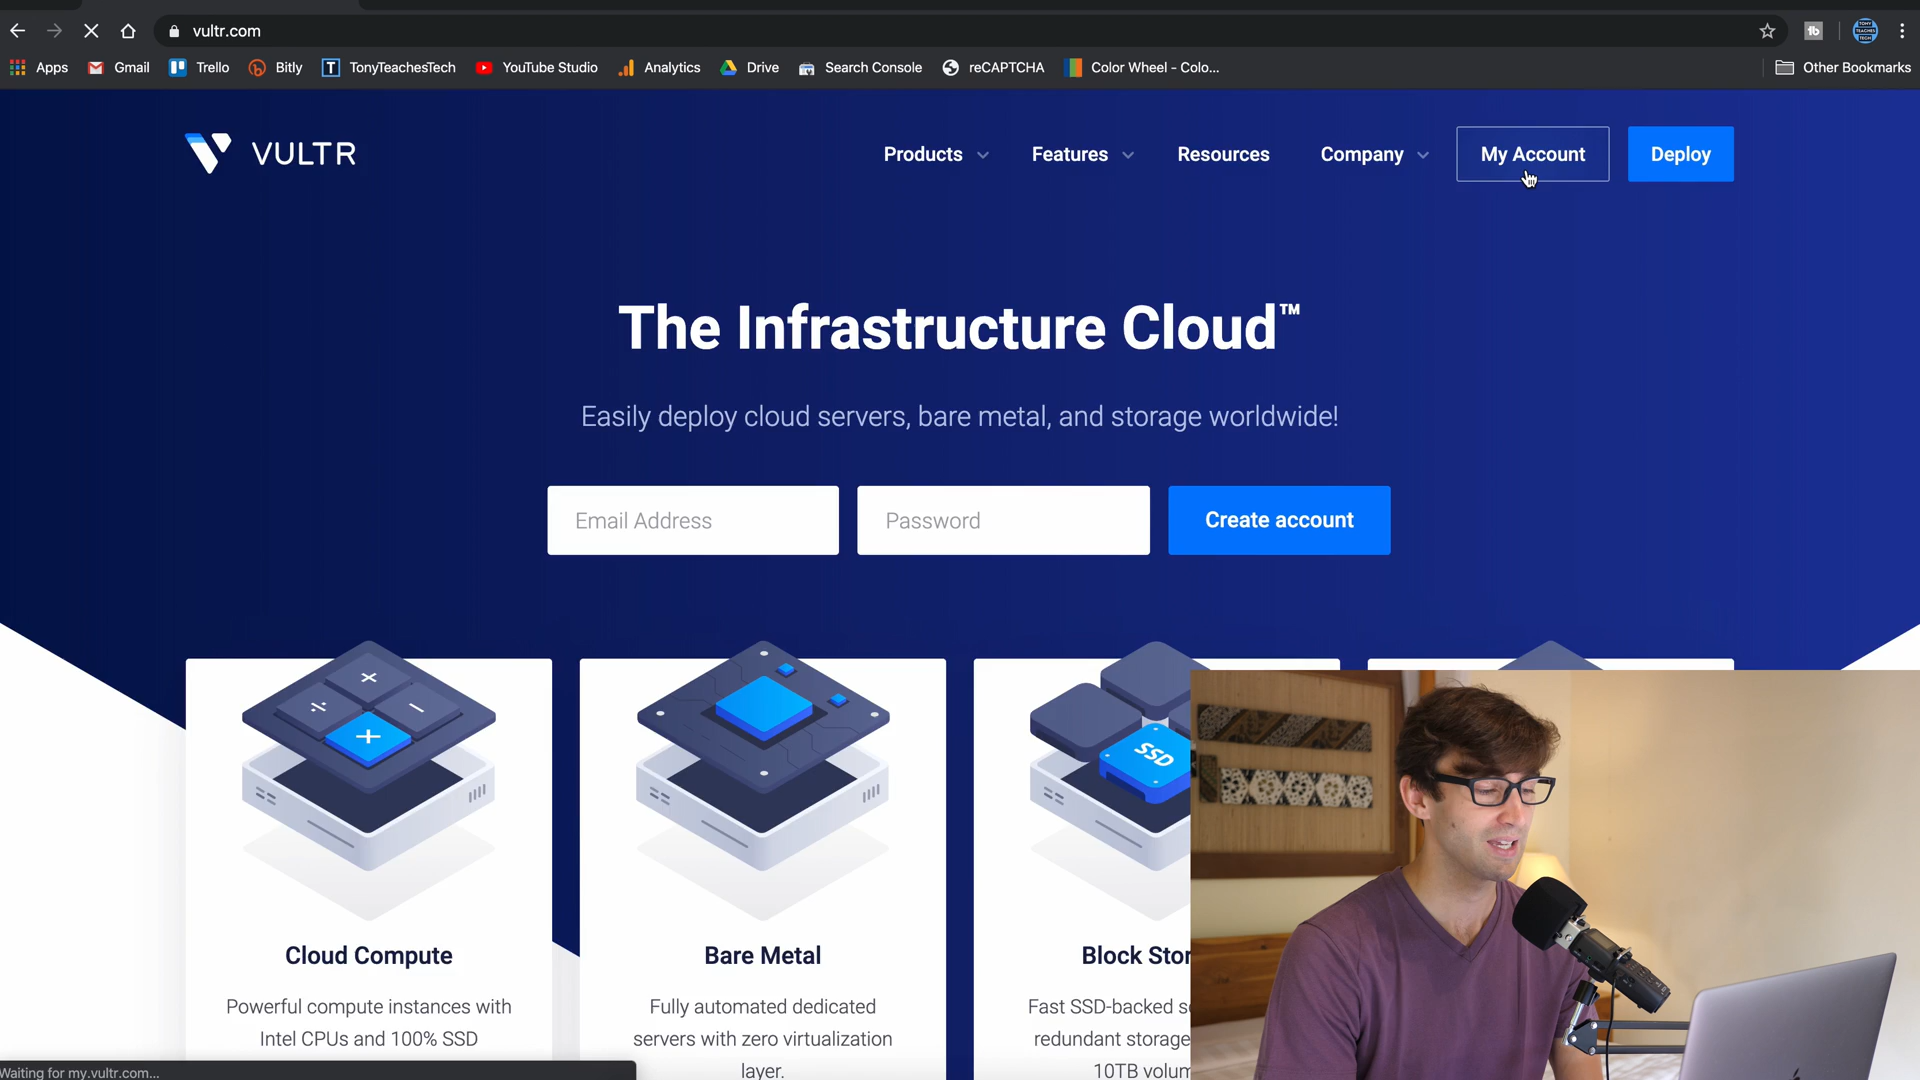 vultr.com
Apps
Gmail
Trello
Bitly
T
TonyTeachesTech
YouTube Studio
Analytics
Drive
Search Console
reCAPTCHA
Color Wheel - Colo...
Other Bookmarks
VULTR
Products
Features
Resources
Company
My Account
Deploy
The Infrastructure Cloud™
Easily deploy cloud servers, bare metal, and storage worldwide!
Email Address
Password
Create account
SSD
Cloud Compute
Powerful compute instances with
Intel CPUs and 100% SSD
Bare Metal
Fully automated dedicated
servers with zero virtualization
layer.
Block Stor
Fast SSD-backed s
redundant storage
10TB volum
Waiting for my.vultr.com...